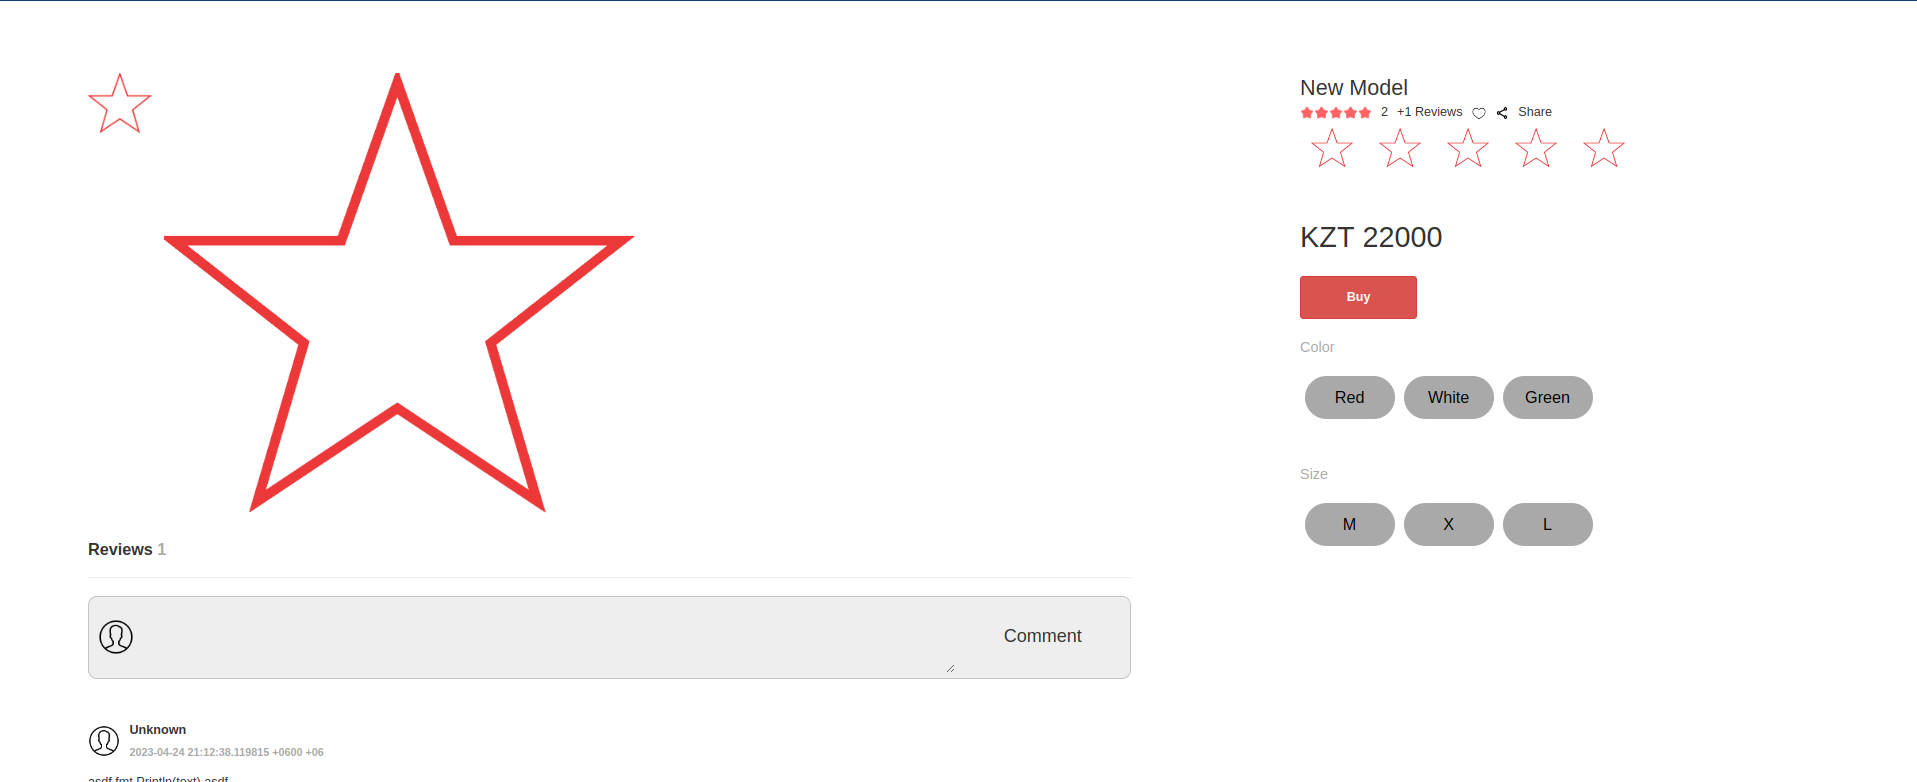 New Model
2 +1 Reviews Share
KZT 22000
Buy
Color
Red White Green
Size
M X L
Reviews 1
Comment
Unknown
2023-04-24 21:12:38.119815 +0600 +06
asdf fmt.Println(text) asdf